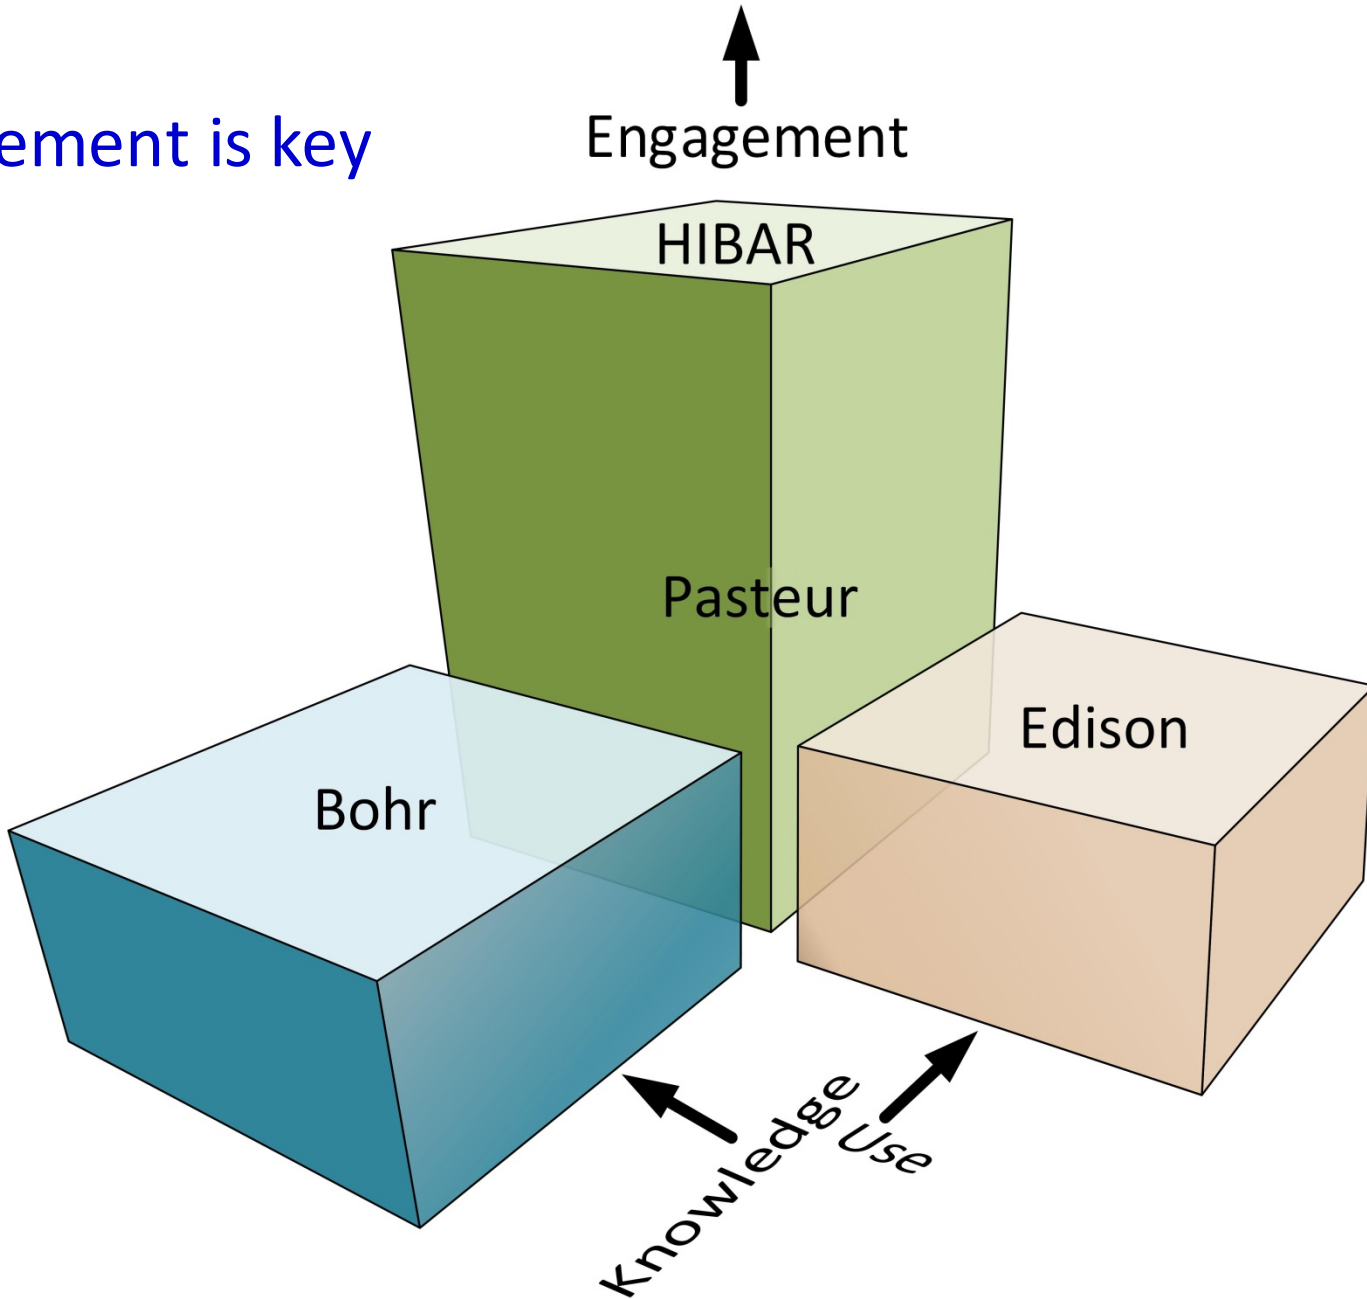 ement is key
Engagement
HIBAR
Pasteur
Edison
Bohr
Knowledge
Use